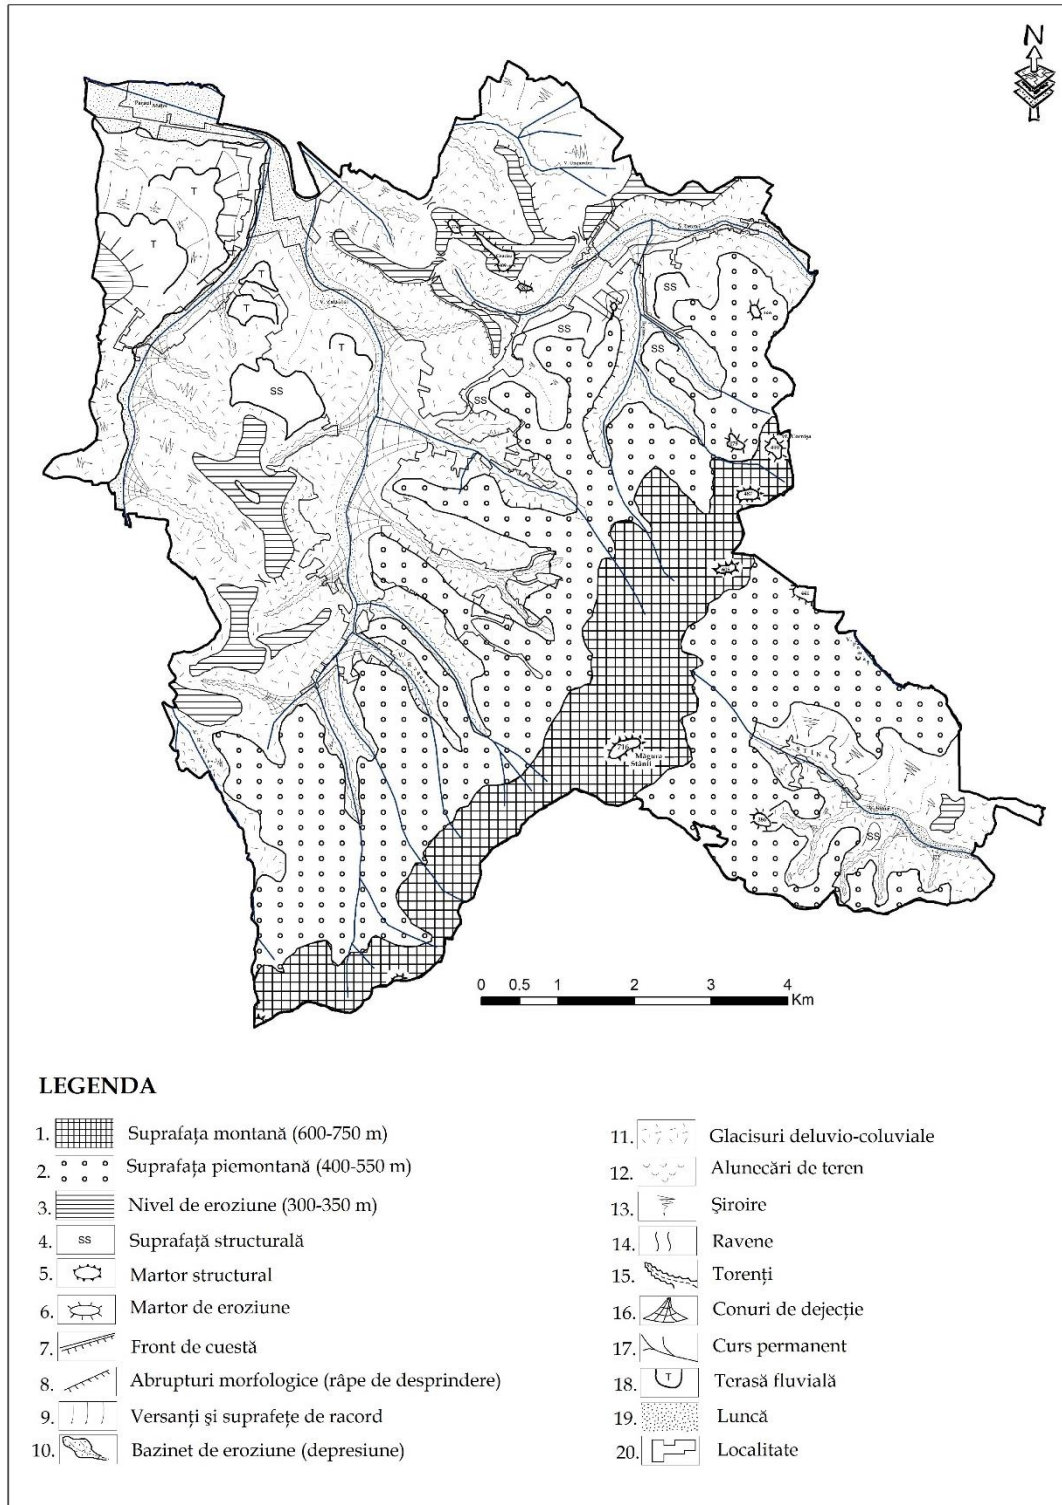 N
Pârâul
T
T
T
T
T
SS
SS
SS
SS
SS
487
716
Măgura
Stânii
SS
0 0.5 1 2 3 4
Km
LEGENDA
1. Suprafața montană (600-750 m)
2. Suprafața piemontană (400-550 m)
3. Nivel de eroziune (300-350 m)
4. SS Suprafață structurală
5. Martor structural
6. Martor de eroziune
7. Front de cuestă
8. Abrupturi morfologice (râpe de desprindere)
9. Versanți și suprafețe de racord
10. Bazinet de eroziune (depresiune)
11. Glacisuri deluvio-coluviale
12. Alunecări de teren
13. Șiroire
14. Ravene
15. Torenți
16. Conuri de dejecție
17. Curs permanent
18. T Terasă fluvială
19. Luncă
20. Localitate